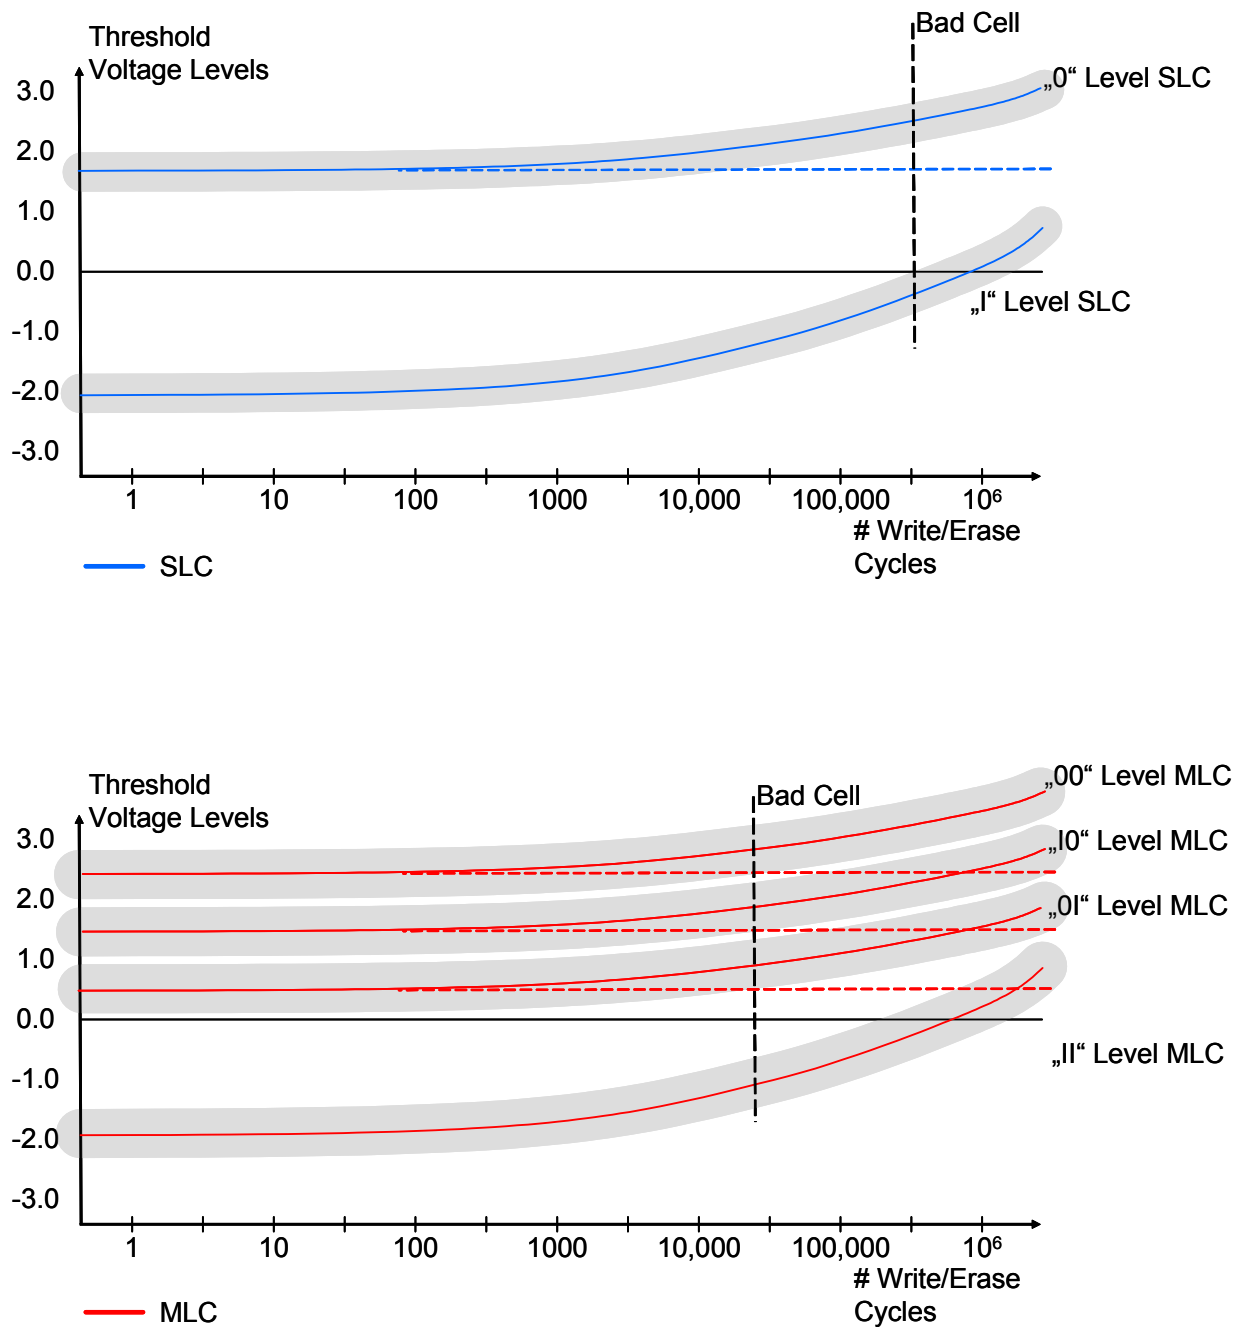 Threshold
Voltage Levels
Bad Cell
3.0
„0“ Level SLC
2.0
1.0
0.0
„I“ Level SLC
-1.0
-2.0
-3.0
1 10 100 1000 10,000 100,000 10⁶
# Write/Erase
Cycles
SLC
Threshold
Voltage Levels
Bad Cell
„00“ Level MLC
3.0
„I0“ Level MLC
2.0
„0I“ Level MLC
1.0
0.0
„II“ Level MLC
-1.0
-2.0
-3.0
1 10 100 1000 10,000 100,000 10⁶
# Write/Erase
Cycles
MLC